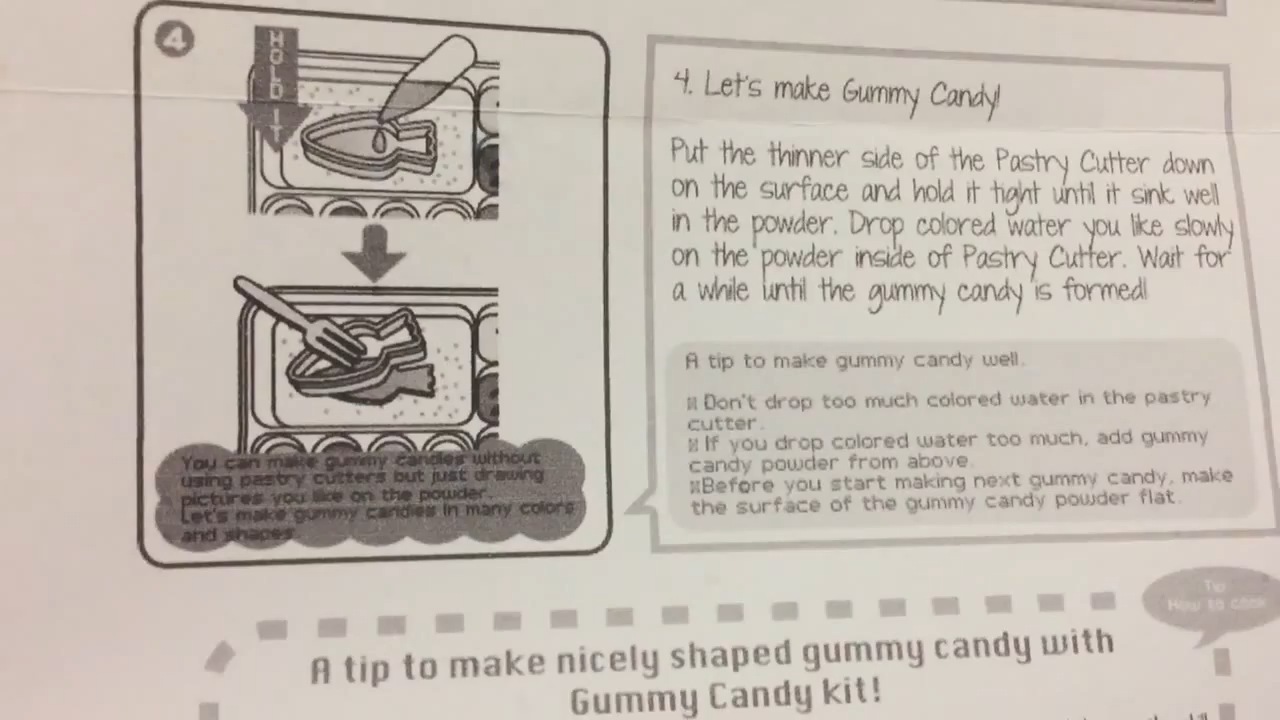 4
HOLD IT
You can make gummy candies without
using pastry cutters but just drawing
pictures you like on the powder.
Let's make gummy candies in many colors
and shapes.
4. Let's make Gummy Candy!
Put the thinner side of the Pastry Cutter down
on the surface and hold it tight until it sink well
in the powder. Drop colored water you like slowly
on the powder inside of Pastry Cutter. Wait for
a while until the gummy candy is formed!
A tip to make gummy candy well.
※Don't drop too much colored water in the pastry
cutter.
※If you drop colored water too much, add gummy
candy powder from above.
※Before you start making next gummy candy, make
the surface of the gummy candy powder flat.
Tip
How to cook
A tip to make nicely shaped gummy candy with
Gummy Candy kit!